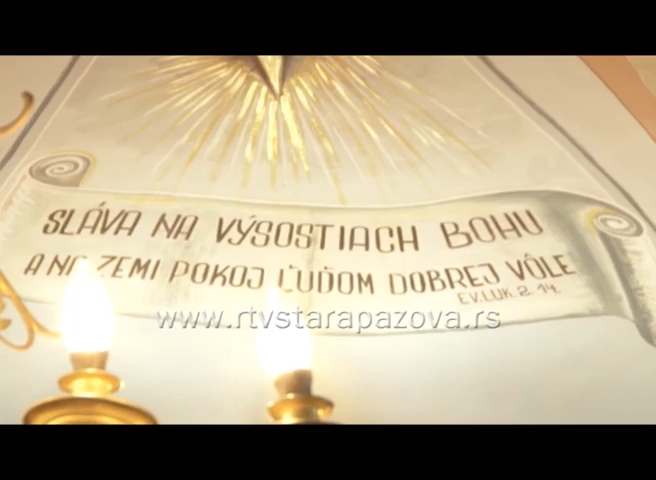 SLÁVA NA VÝSOSTIACH BOHU
A NA ZEMI POKOJ ĽUĎOM DOBREJ VÔLE
EV. LUK. 2. 14.
www.rtvstarapazova.rs